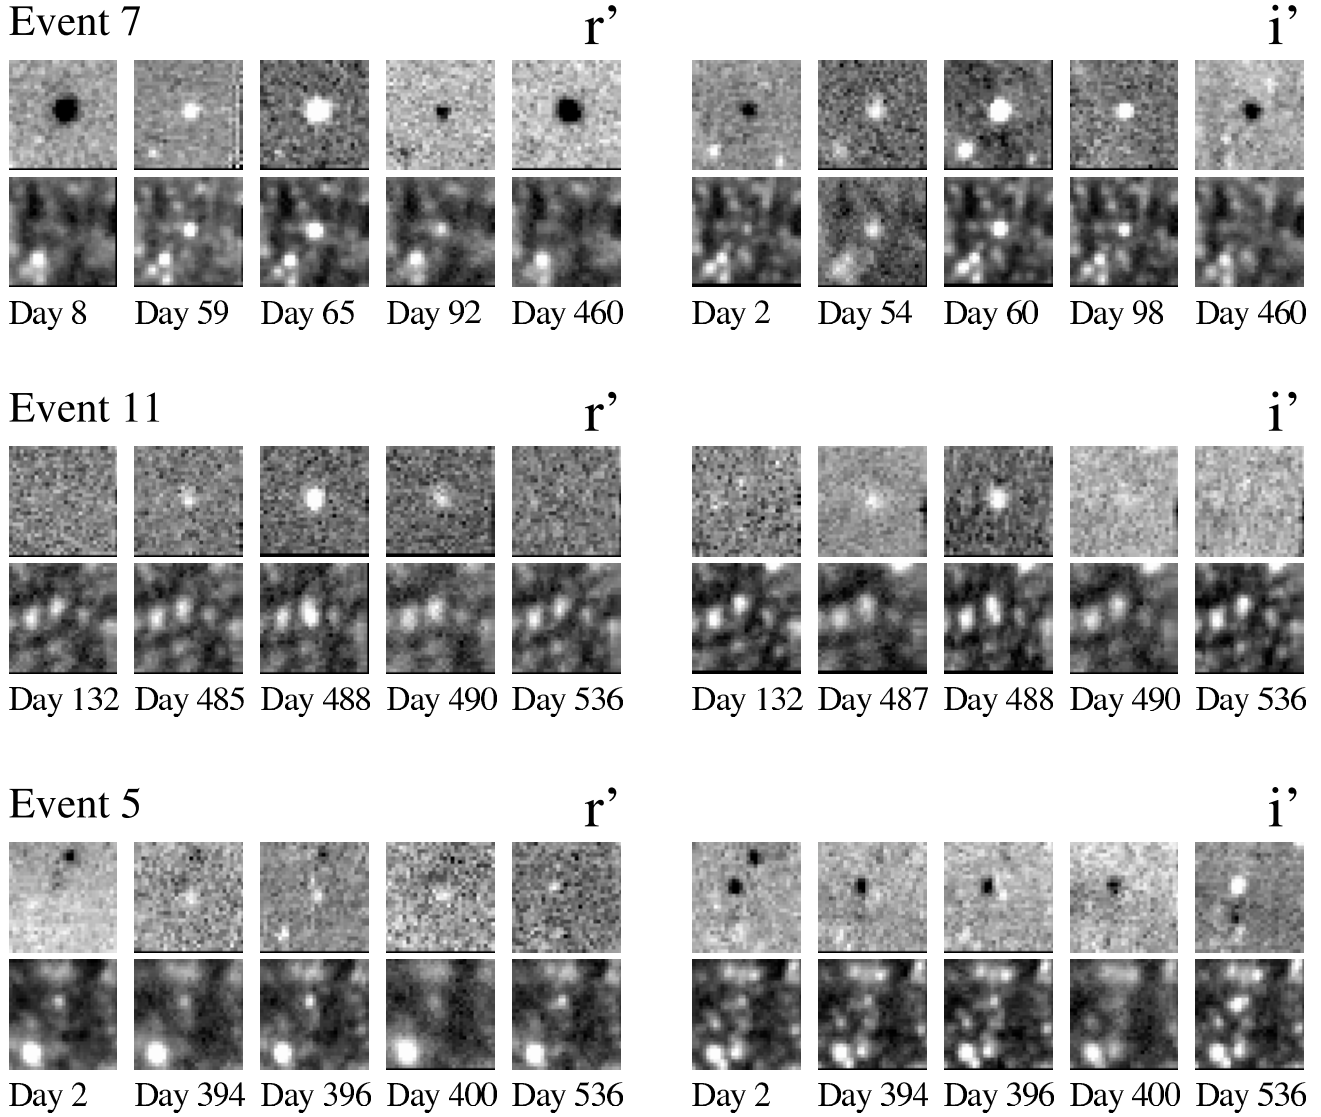 Event 7 r’ i’
Day 8 Day 59 Day 65 Day 92 Day 460 Day 2 Day 54 Day 60 Day 98 Day 460
Event 11 r’ i’
Day 132 Day 485 Day 488 Day 490 Day 536 Day 132 Day 487 Day 488 Day 490 Day 536
Event 5 r’ i’
Day 2 Day 394 Day 396 Day 400 Day 536 Day 2 Day 394 Day 396 Day 400 Day 536